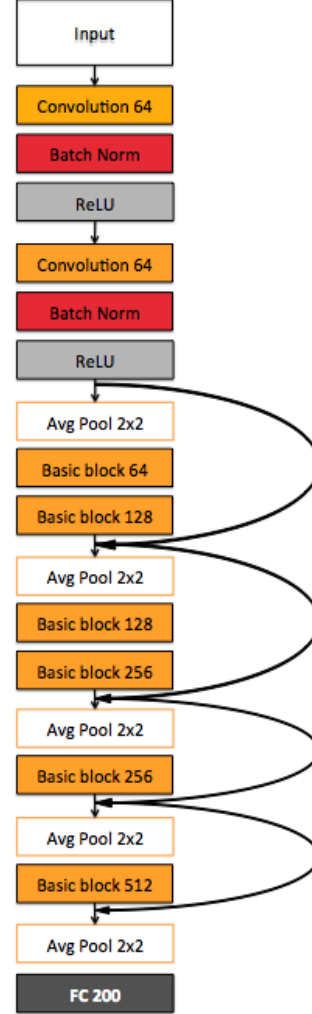 Input
Convolution 64
Batch Norm
ReLU
Convolution 64
Batch Norm
ReLU
Avg Pool 2x2
Basic block 64
Basic block 128
Avg Pool 2x2
Basic block 128
Basic block 256
Avg Pool 2x2
Basic block 256
Avg Pool 2x2
Basic block 512
Avg Pool 2x2
FC 200